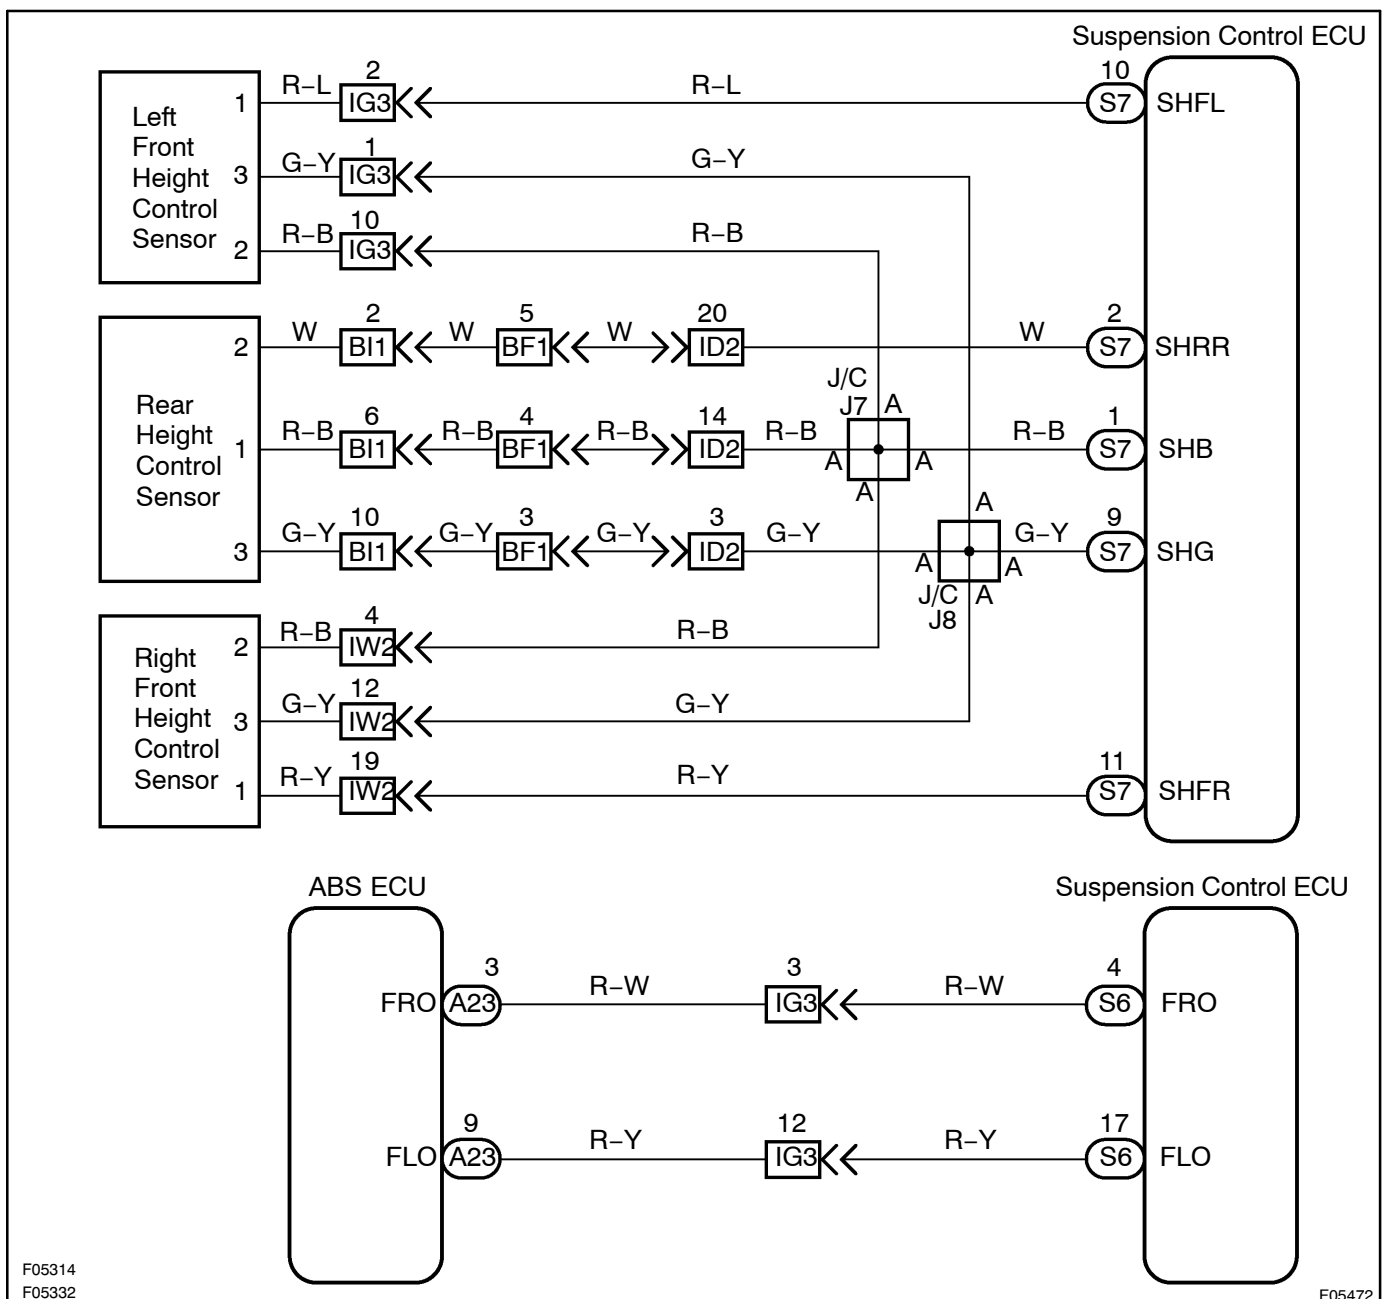 Suspension Control ECU
Left
Front
Height
Control
Sensor
1 R–L 2 IG3 R–L 10 S7 SHFL
3 G–Y 1 IG3 G–Y
2 R–B 10 IG3 R–B
Rear
Height
Control
Sensor
2 W 2 BI1 W 5 BF1 W 20 ID2 W 2 S7 SHRR
J/C
J7 A
1 R–B 6 BI1 R–B 4 BF1 R–B 14 ID2 R–B A A R–B 1 S7 SHB
A
A
3 G–Y 10 BI1 G–Y 3 BF1 G–Y 3 ID2 G–Y A A G–Y 9 S7 SHG
J/C A
J8
Right
Front
Height
Control
Sensor
2 R–B 4 IW2 R–B
3 G–Y 12 IW2 G–Y
1 R–Y 19 IW2 R–Y 11 S7 SHFR
ABS ECU
Suspension Control ECU
FRO 3 A23 R–W 3 IG3 R–W 4 S6 FRO
FLO 9 A23 R–Y 12 IG3 R–Y 17 S6 FLO
F05314
F05332
F05472